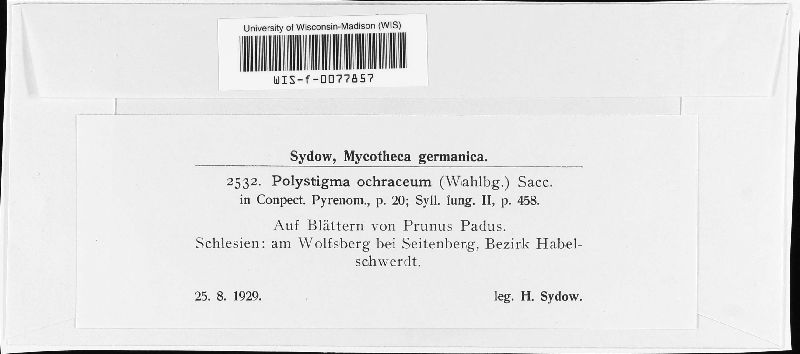 University of Wisconsin-Madison (WIS)
WIS-f-0077857
Sydow, Mycotheca germanica.
2532. Polystigma ochraceum (Wahlbg.) Sacc.
in Conpect. Pyrenom., p. 20; Syll. fung. II, p. 458.
Auf Blättern von Prunus Padus.
Schlesien: am Wolfsberg bei Seitenberg, Bezirk Habel-
schwerdt.
25. 8. 1929. leg. H. Sydow.